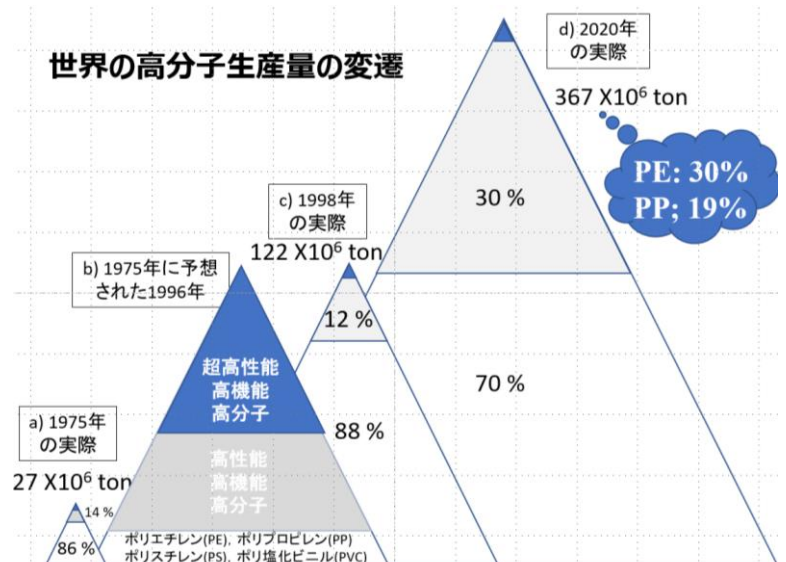 世界の高分子生産量の変遷
d) 2020年
の実際
367 X10⁶ ton
PE: 30%
PP; 19%
30 %
70 %
c) 1998年
の実際
122 X10⁶ ton
12 %
88 %
b) 1975年に予想
された1996年
超高性能
高機能
高分子
高性能
高機能
高分子
ポリエチレン(PE)，ポリプロピレン(PP)
ポリスチレン(PS)，ポリ塩化ビニル(PVC)
a) 1975年
の実際
27 X10⁶ ton
14 %
86 %